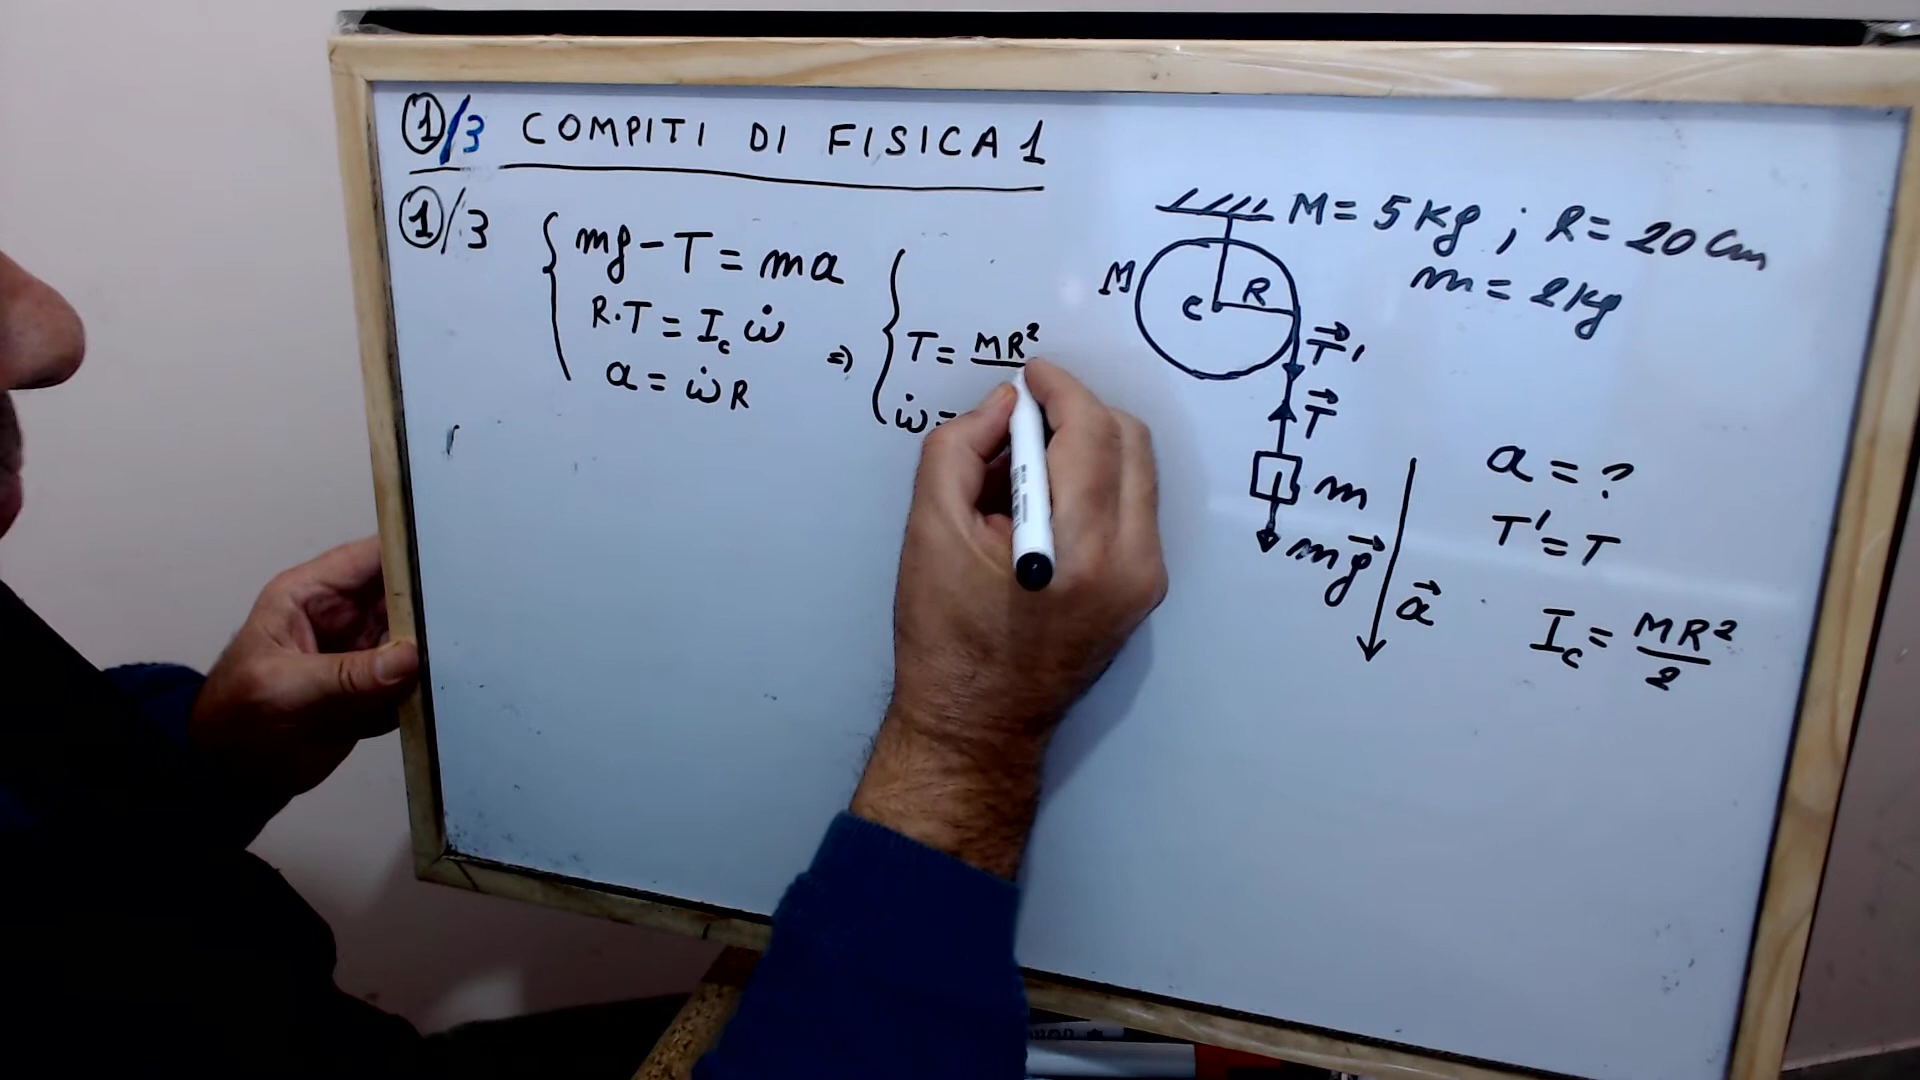 ①/3 COMPITI DI FISICA 1
①/3
mg - T = ma
R·T = I_c ω̇
a = ω̇ R
⇒
T = MR²
ω̇ =
M = 5 Kg ; R = 20 cm
m = 2 Kg
M
C
R
T⃗'
T⃗
m
mg⃗
a⃗
a = ?
T' = T
I_c = MR²/2